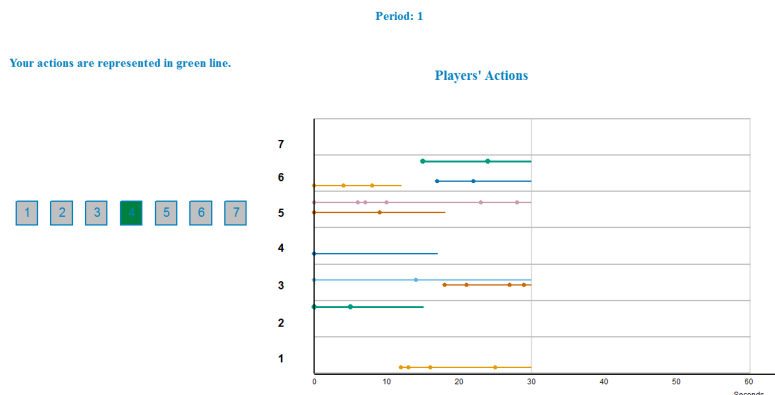 Period: 1
Your actions are represented in green line.
Players' Actions
1 2 3 4 5 6 7
7
6
5
4
3
2
1
0 10 20 30 40 50 60
Seconds